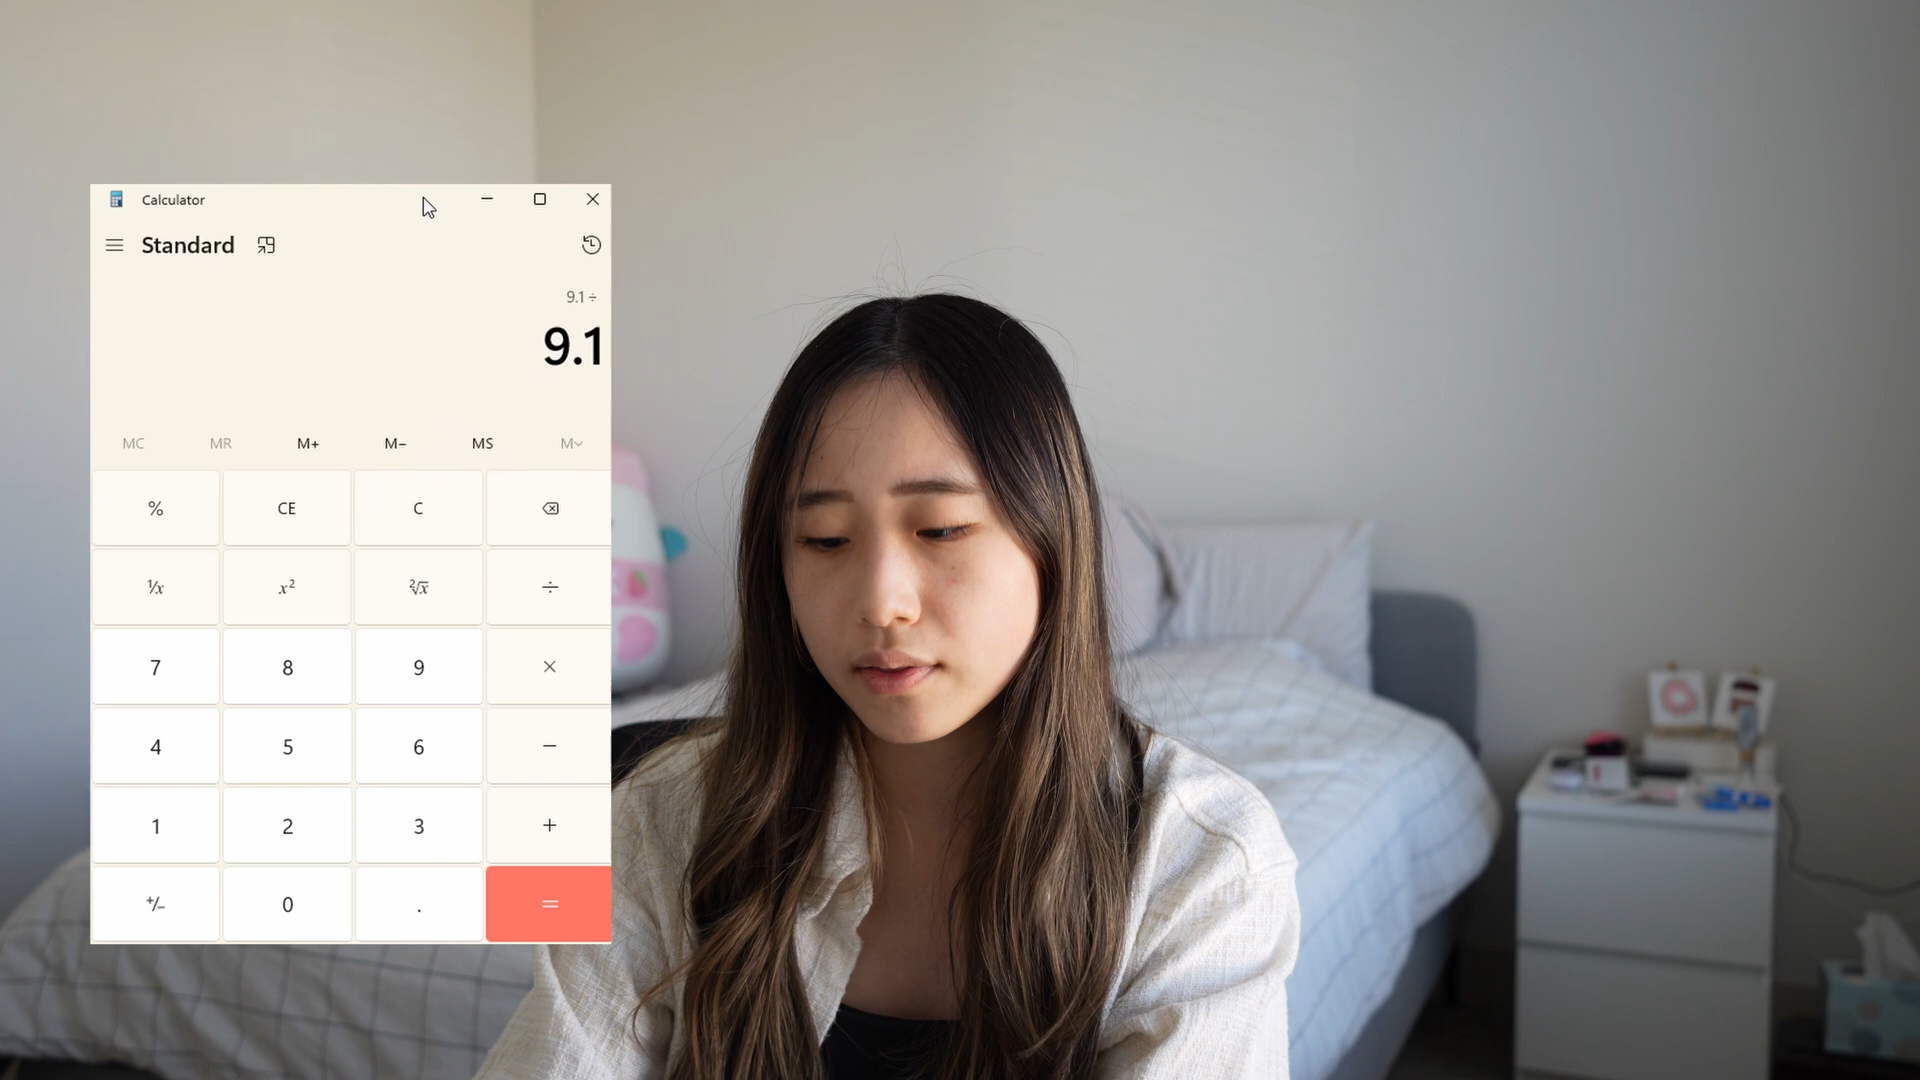 Calculator
Standard
9.1 ÷
9.1
MC MR M+ M− MS M
% CE C
⅟x x² ²√x ÷
7 8 9 ×
4 5 6 −
1 2 3 +
+/− 0 . =